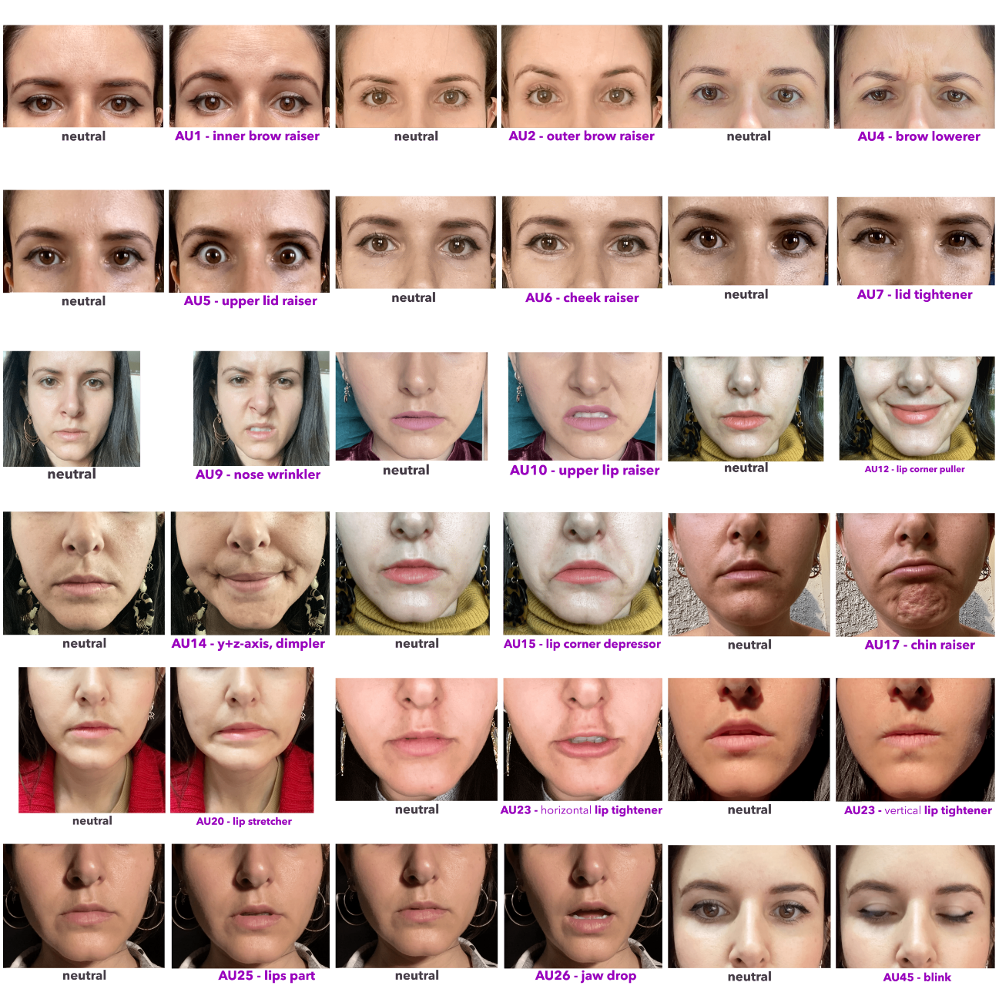 neutral
AU1 - inner brow raiser
neutral
AU2 - outer brow raiser
neutral
AU4 - brow lowerer
neutral
AU5 - upper lid raiser
neutral
AU6 - cheek raiser
neutral
AU7 - lid tightener
neutral
AU9 - nose wrinkler
neutral
AU10 - upper lip raiser
neutral
AU12 - lip corner puller
neutral
AU14 - y+z-axis, dimpler
neutral
AU15 - lip corner depressor
neutral
AU17 - chin raiser
neutral
AU20 - lip stretcher
neutral
AU23 - horizontal lip tightener
neutral
AU23 - vertical lip tightener
neutral
AU25 - lips part
neutral
AU26 - jaw drop
neutral
AU45 - blink